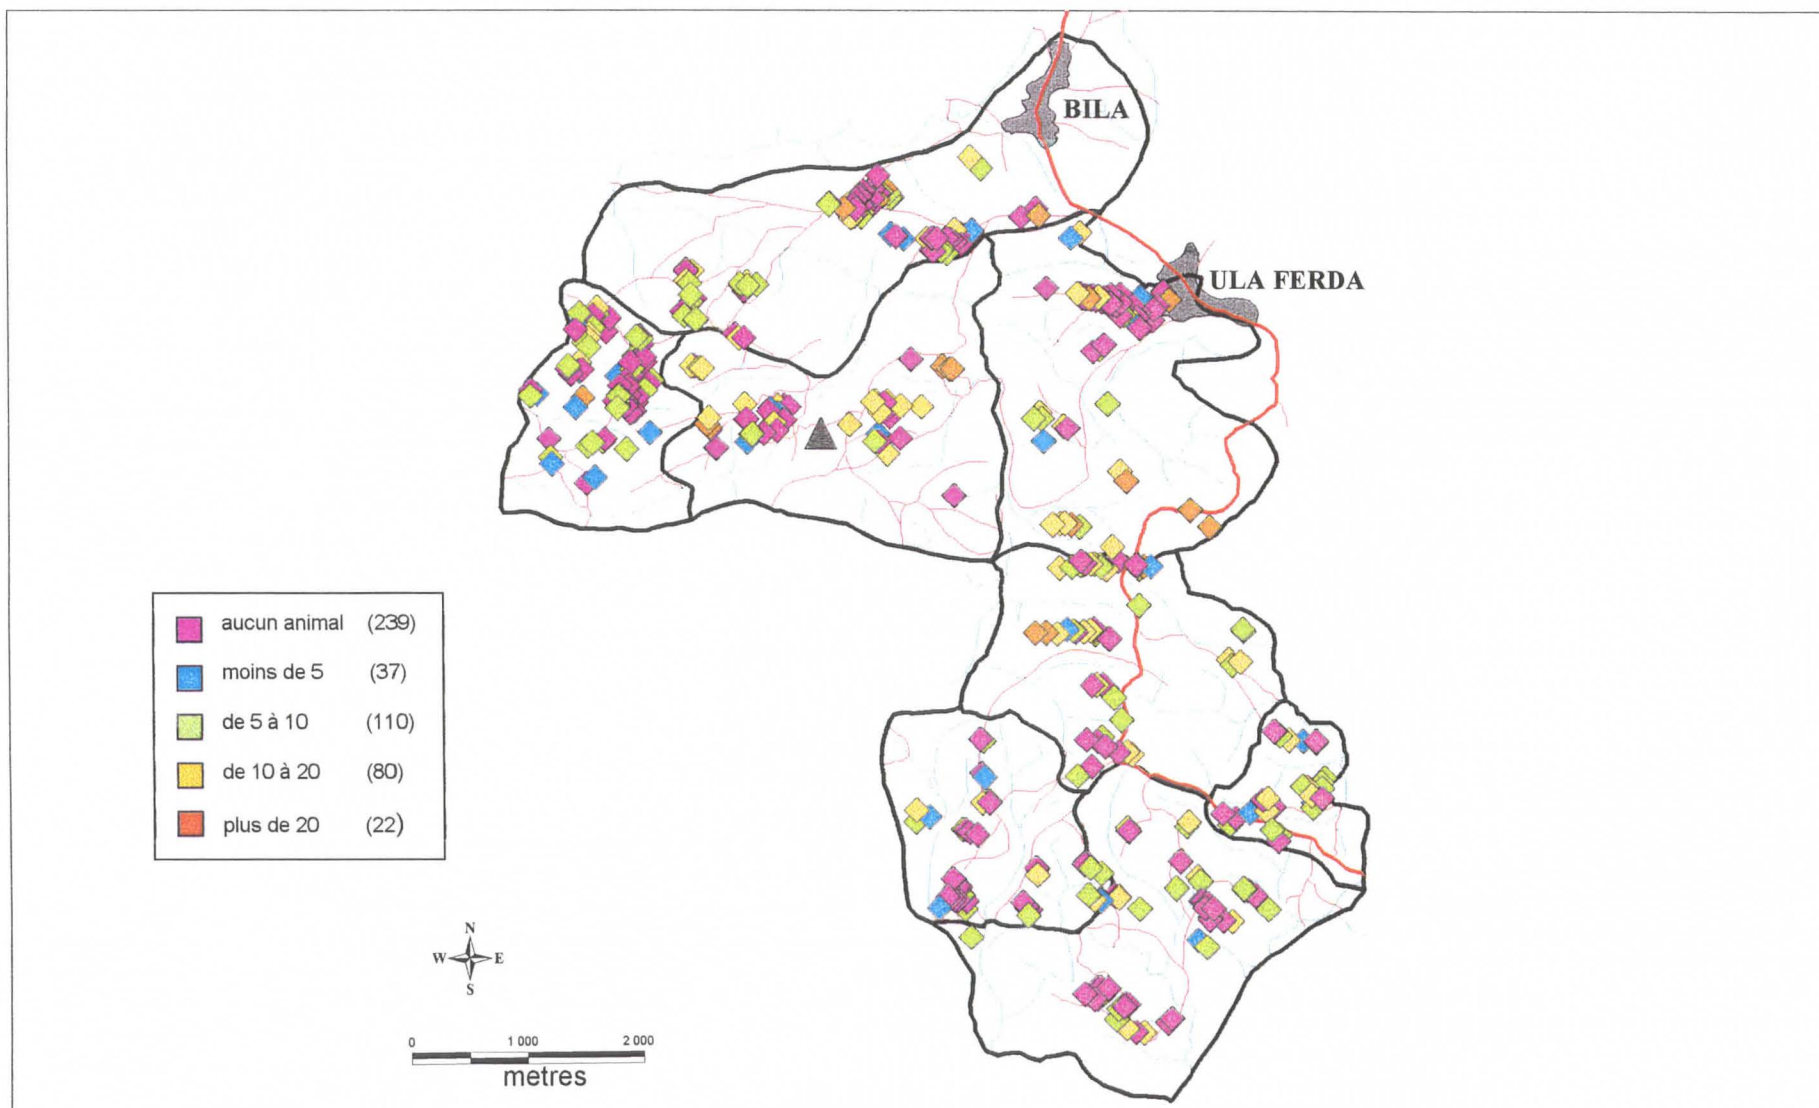 BILA
ULA FERDA
aucun animal (239)
moins de 5 (37)
de 5 à 10 (110)
de 10 à 20 (80)
plus de 20 (22)
N
W E
S
0 1 000 2 000
metres